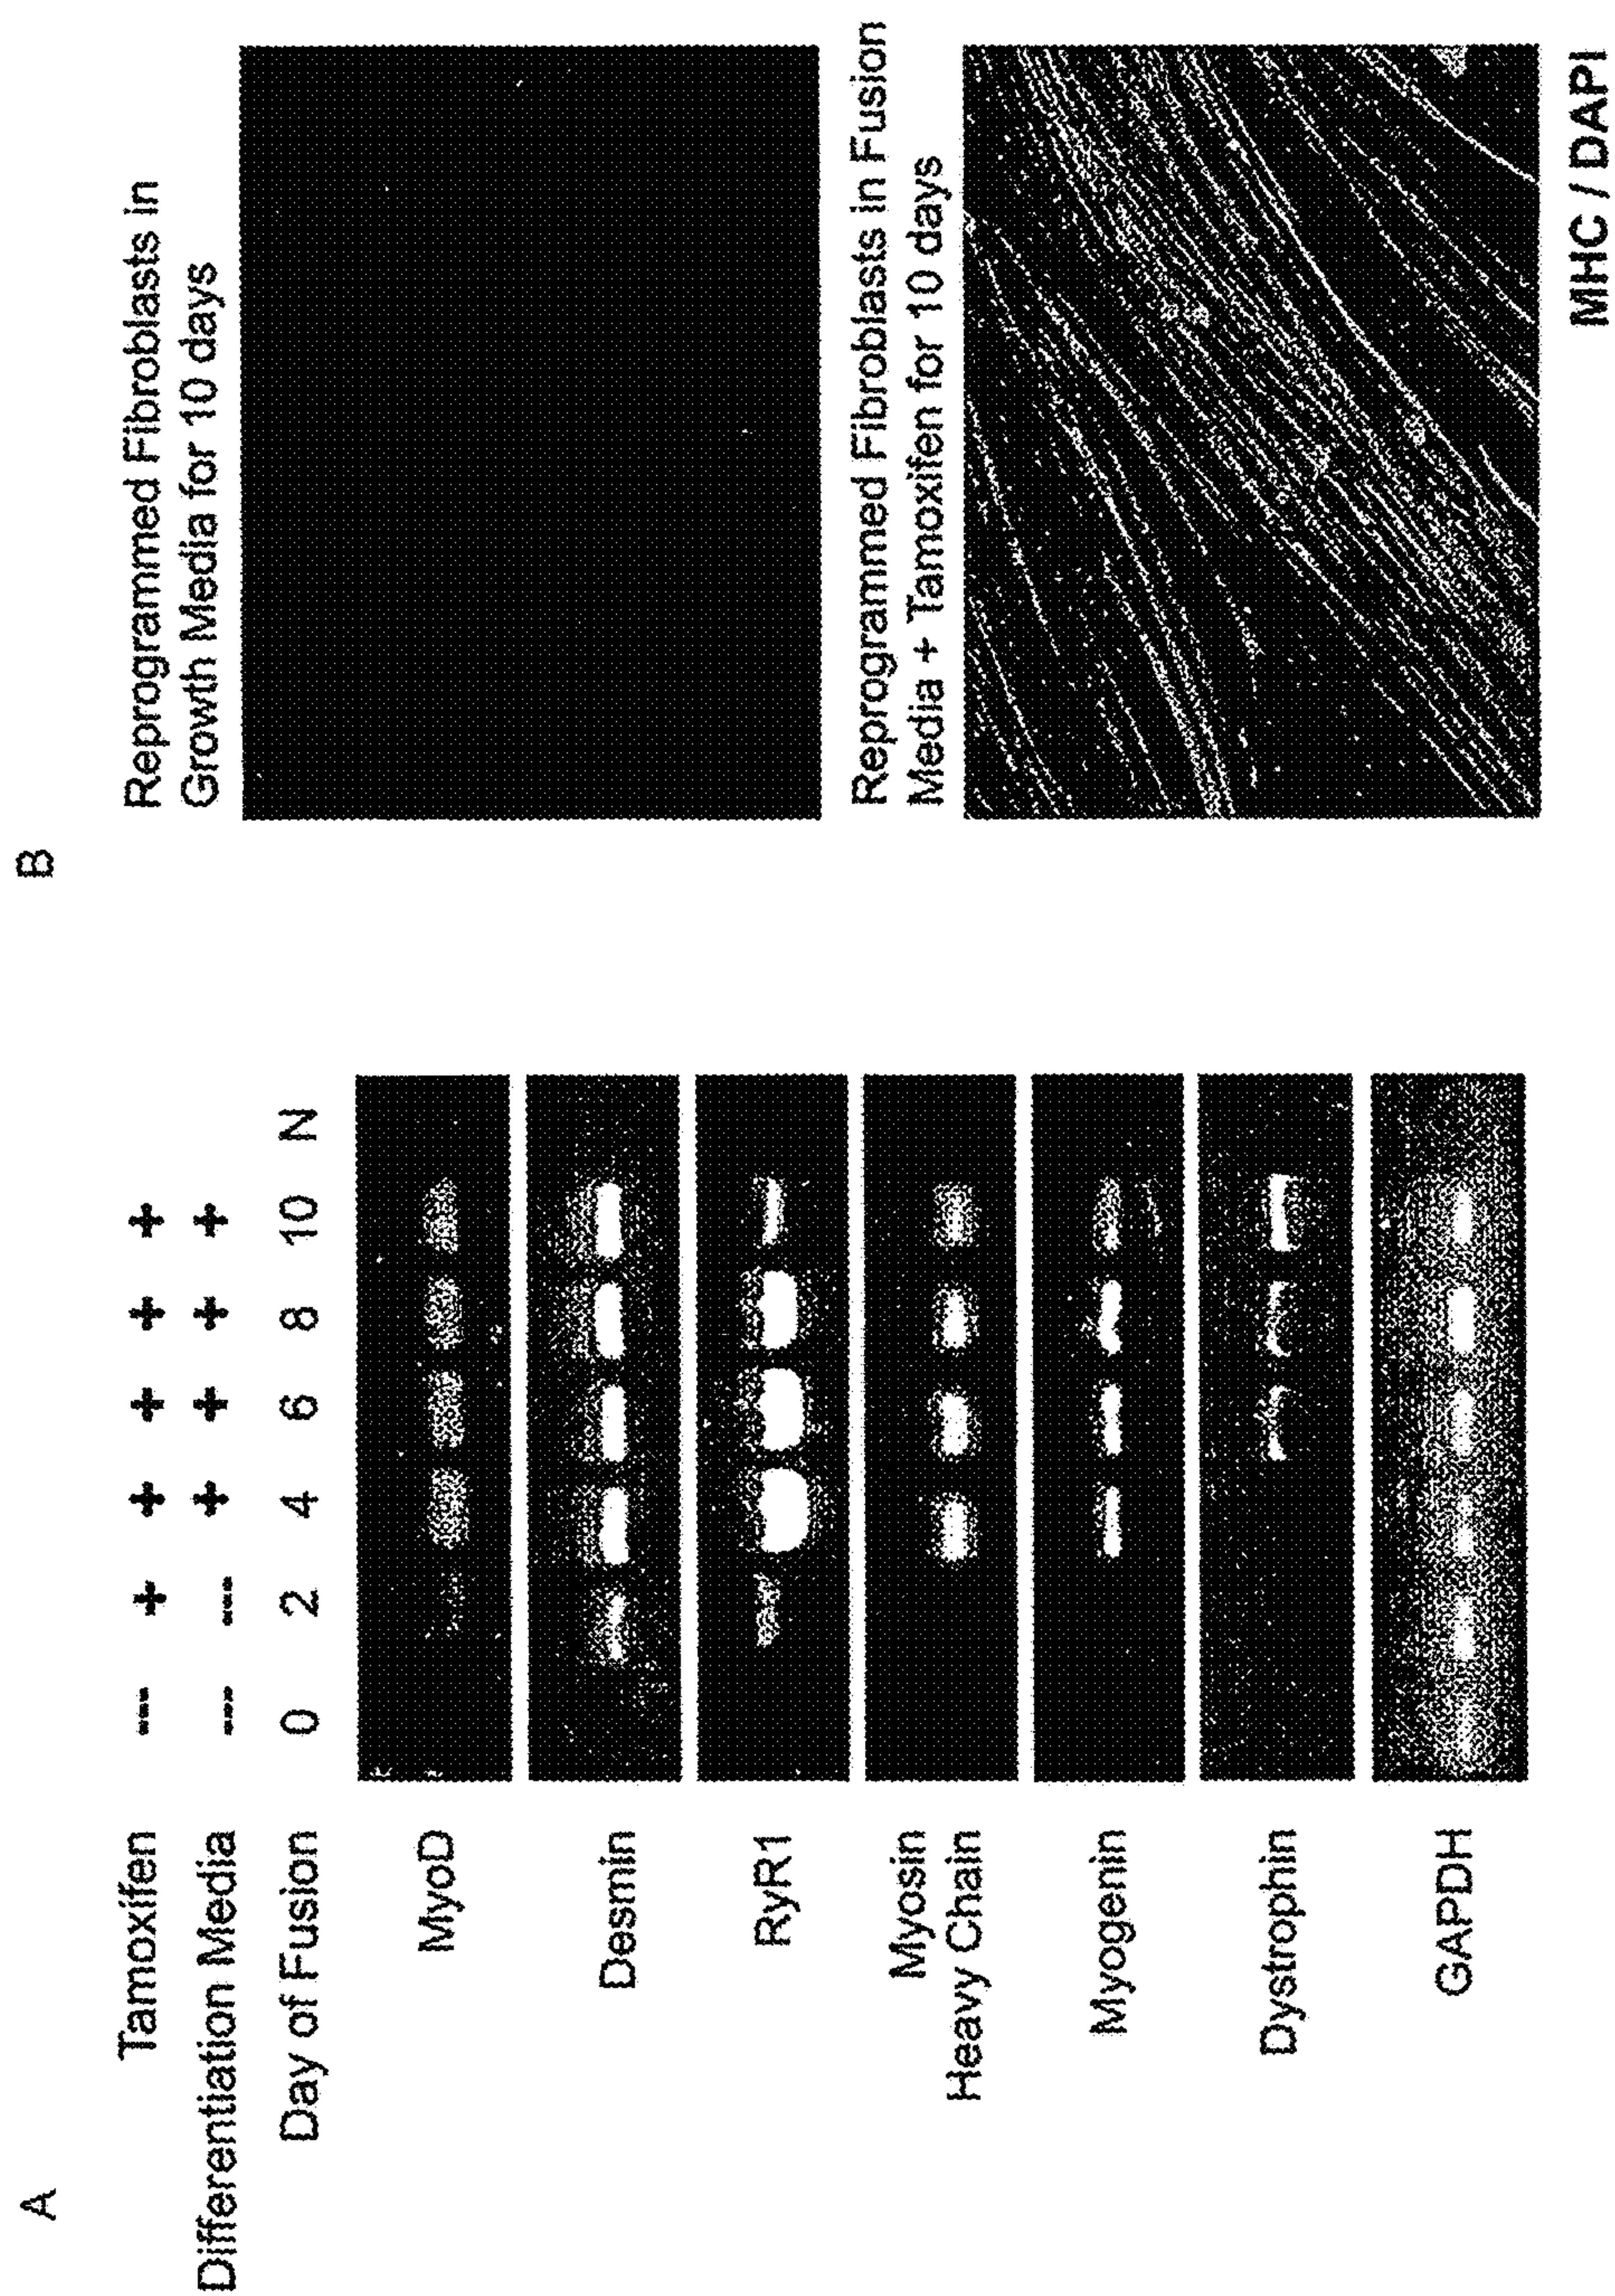 A
Tamoxifen -- + + + + +
Differentiation Media -- -- + + + +
Day of Fusion 0 2 4 6 8 10 N
MyoD
Desmin
RyR1
Myosin
Heavy Chain
Myogenin
Dystrophin
GAPDH
B
Reprogrammed Fibroblasts in
Growth Media for 10 days
Reprogrammed Fibroblasts in Fusion
Media + Tamoxifen for 10 days
MHC / DAPI